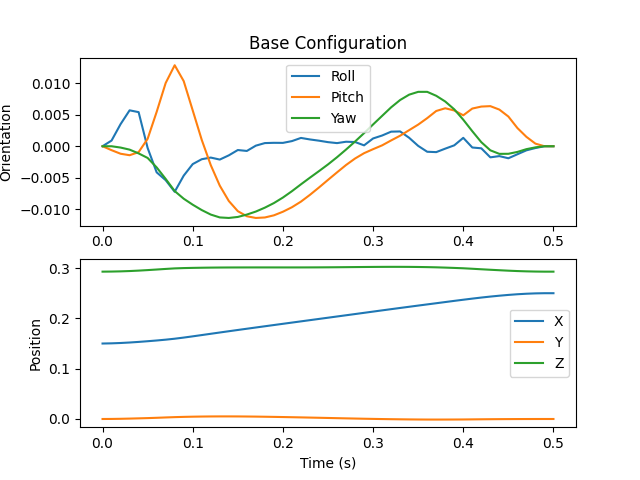 Base Configuration
Orientation
0.010
0.005
0.000
−0.005
−0.010
Roll
Pitch
Yaw
0.0
0.1
0.2
0.3
0.4
0.5
Position
0.3
0.2
0.1
0.0
X
Y
Z
0.0
0.1
0.2
0.3
0.4
0.5
Time (s)